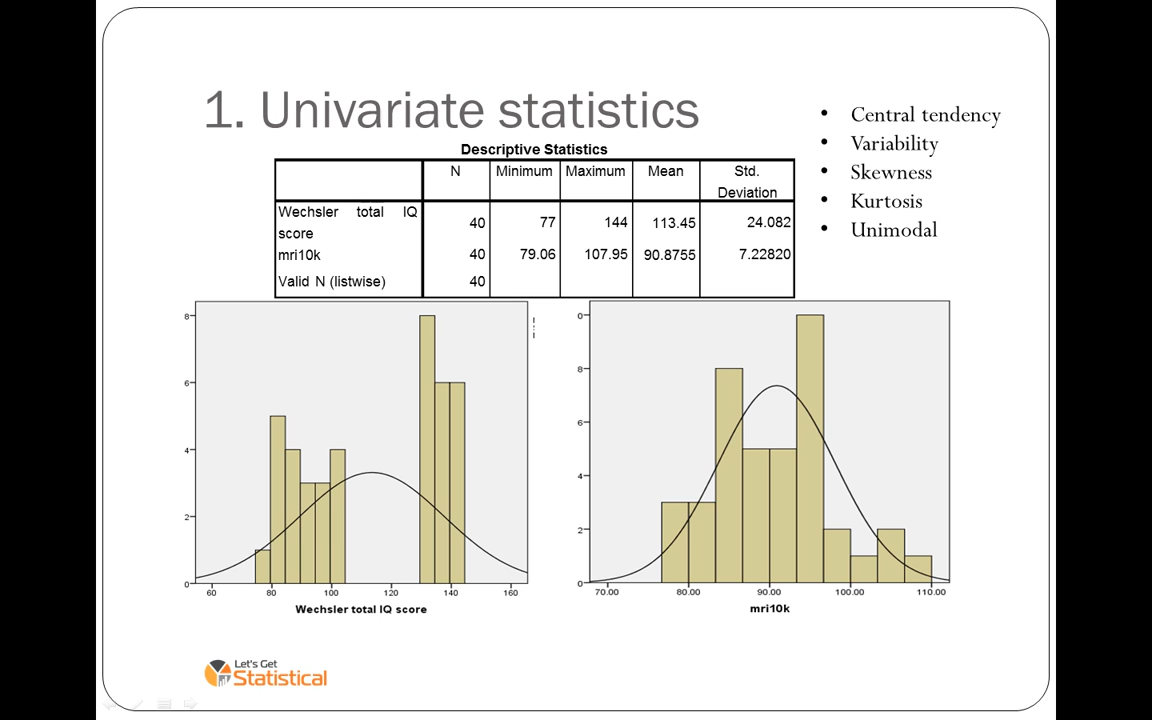 1. Univariate statistics
• Central tendency
• Variability
• Skewness
• Kurtosis
• Unimodal
Descriptive Statistics
N Minimum Maximum Mean Std. Deviation
Wechsler total IQ score 40 77 144 113.45 24.082
mri10k 40 79.06 107.95 90.8755 7.22820
Valid N (listwise) 40
8
6
4
2
0
60 80 100 120 140 160
Wechsler total IQ score
0
8
6
4
2
0
70.00 80.00 90.00 100.00 110.00
mri10k
Let's Get
Statistical